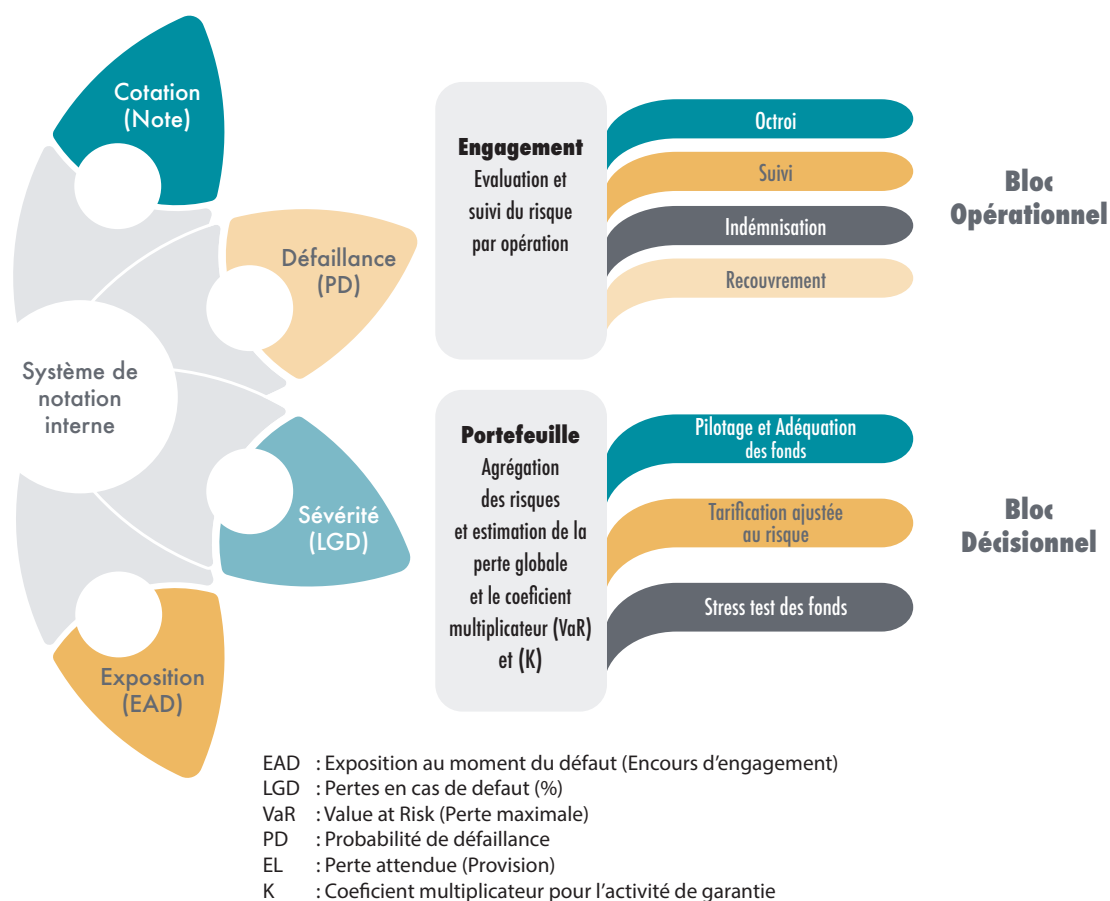 Cotation
(Note)
Défaillance
(PD)
Système de
notation
interne
Sévérité
(LGD)
Exposition
(EAD)
Engagement
Evaluation et
suivi du risque
par opération
Octroi
Suivi
Indémnisation
Recouvrement
Bloc
Opérationnel
Portefeuille
Agrégation
des risques
et estimation de la
perte globale
et le coeficient
multiplicateur (VaR)
et (K)
Pilotage et Adéquation
des fonds
Tarification ajustée
au risque
Stress test des fonds
Bloc
Décisionnel
EAD : Exposition au moment du défaut (Encours d'engagement)
LGD : Pertes en cas de defaut (%)
VaR : Value at Risk (Perte maximale)
PD : Probabilité de défaillance
EL : Perte attendue (Provision)
K : Coeficient multiplicateur pour l'activité de garantie